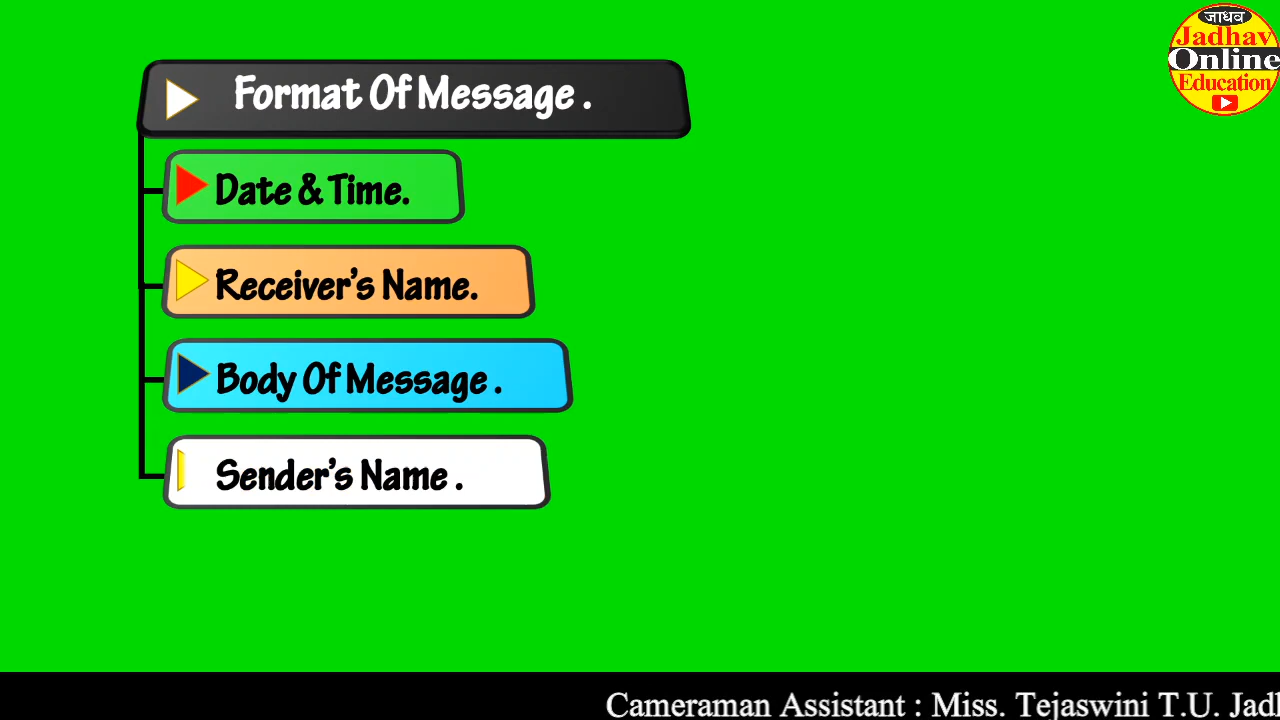 जाधव
Jadhav
Online
Education
Format Of Message .
Date & Time.
Receiver's Name.
Body Of Message .
Sender's Name .
Cameraman Assistant : Miss. Tejaswini T.U.